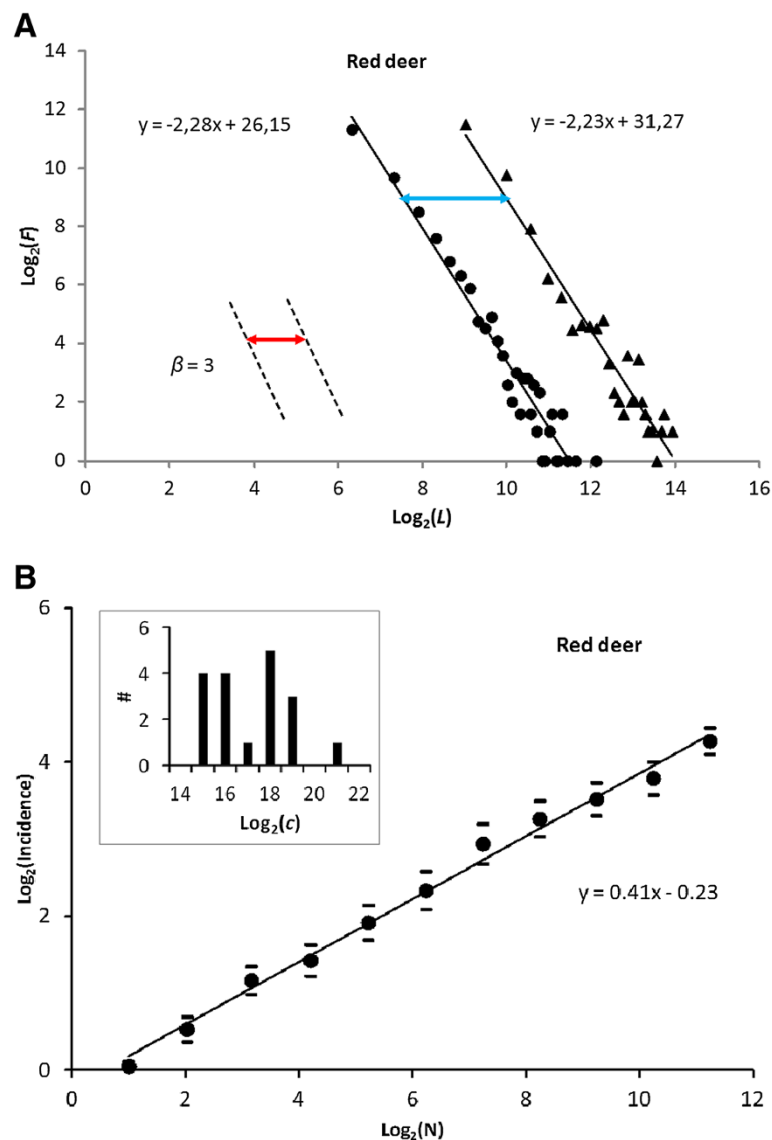 A
Red deer
14
12
10
8
6
4
2
0
y = -2,28x + 26,15
y = -2,23x + 31,27
β = 3
Log2(F)
0 2 4 6 8 10 12 14 16
Log2(L)
B
Red deer
6
4
2
0
Log2(Incidence)
6
4
2
0
#
14 16 18 20 22
Log2(c)
y = 0.41x - 0.23
0 2 4 6 8 10 12
Log2(N)